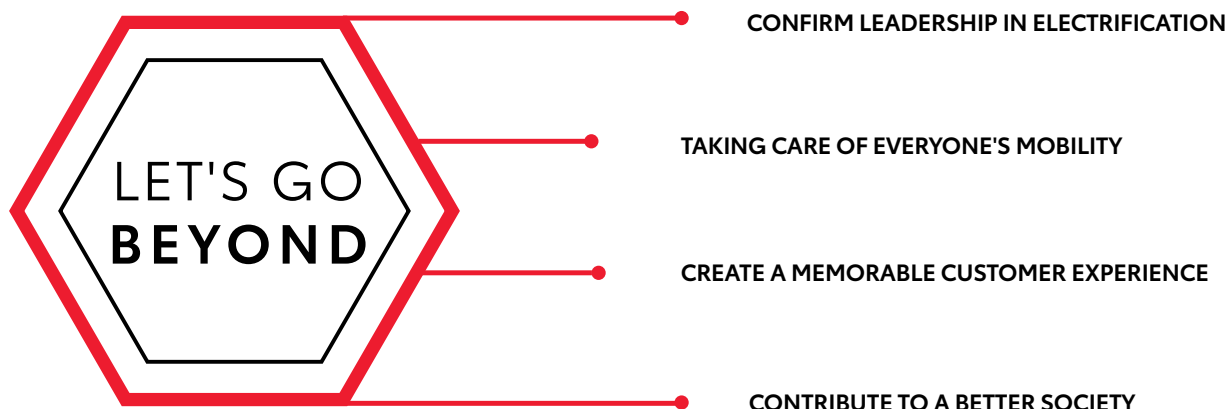 CONFIRM LEADERSHIP IN ELECTRIFICATION
TAKING CARE OF EVERYONE'S MOBILITY
LET'S GO
BEYOND
CREATE A MEMORABLE CUSTOMER EXPERIENCE
CONTRIBUTE TO A BETTER SOCIETY